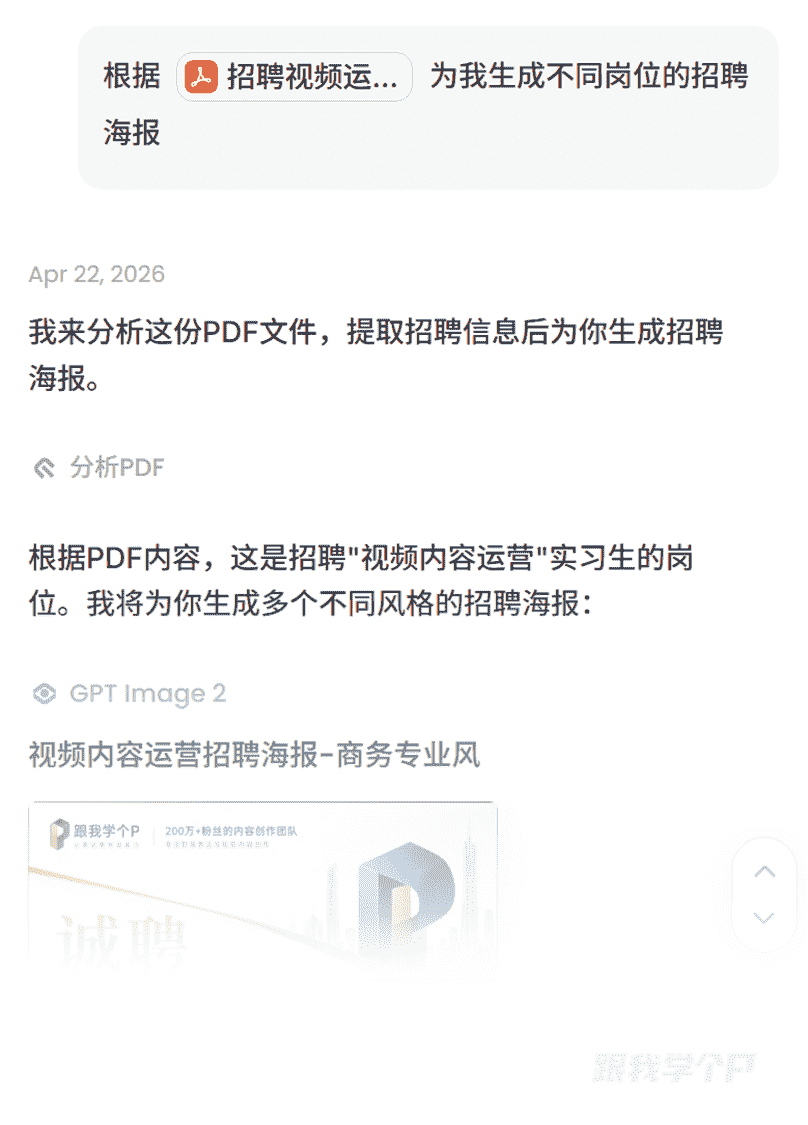 根据 招聘视频运... 为我生成不同岗位的招聘
海报
Apr 22, 2026
我来分析这份PDF文件，提取招聘信息后为你生成招聘
海报。
分析PDF
根据PDF内容，这是招聘"视频内容运营"实习生的岗
位。我将为你生成多个不同风格的招聘海报：
GPT Image 2
视频内容运营招聘海报-商务专业风
跟我学个P
200万+粉丝的内容创作团队
诚聘
跟我学个P